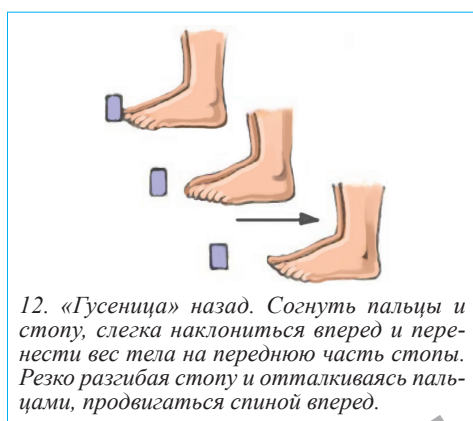 12. «Гусеница» назад. Согнуть пальцы и
стопу, слегка наклониться вперед и пере-
нести вес тела на переднюю часть стопы.
Резко разгибая стопу и отталкиваясь паль-
цами, продвигаться спиной вперед.